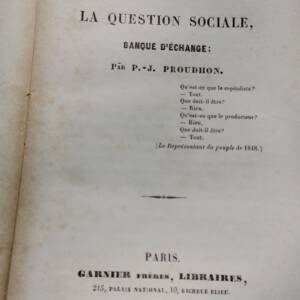 LA QUESTION SOCIALE,
BANQUE D'ÉCHANGE;
PAR P.-J. PROUDHON.
Qu'est-ce que le capitaliste?
— Tout.
Que doit-il être?
— Rien.
Qu'est-ce que le producteur?
— Rien.
Que doit-il être?
— Tout.
(Le Représentant du peuple de 1848.)
PARIS.
GARNIER FRÈRES, LIBRAIRES,
215, PALAIS NATIONAL, 10, RICHELIEU